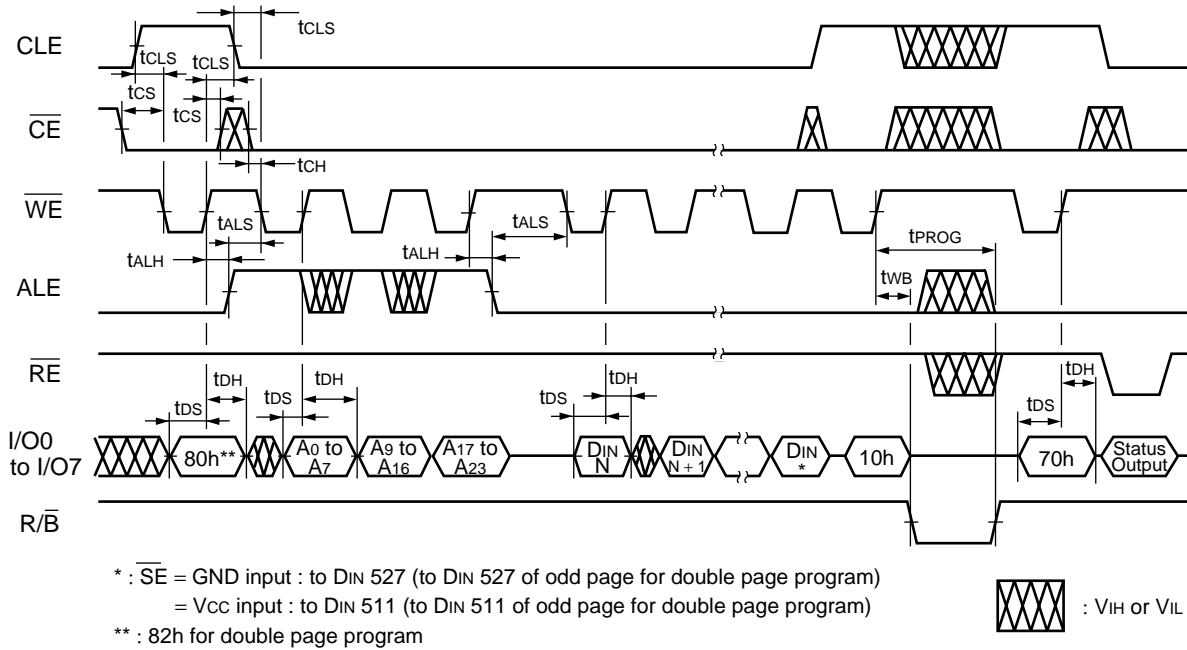 tCLS
CLE
tCLS
tCLS
tCS
tCS
CE
tCH
WE
tALS
tALS
tPROG
tALH
tALH
tWB
ALE
RE
tDH
tDH
tDH
tDH
tDS
tDS
tDS
tDS
I/O0
to I/O7
80h**
A0 to
A7
A9 to
A16
A17 to
A23
DIN
N
DIN
N + 1
DIN
*
10h
70h
Status
Output
R/B
* : SE = GND input : to DIN 527 (to DIN 527 of odd page for double page program)
= VCC input : to DIN 511 (to DIN 511 of odd page for double page program)
: VIH or VIL
** : 82h for double page program